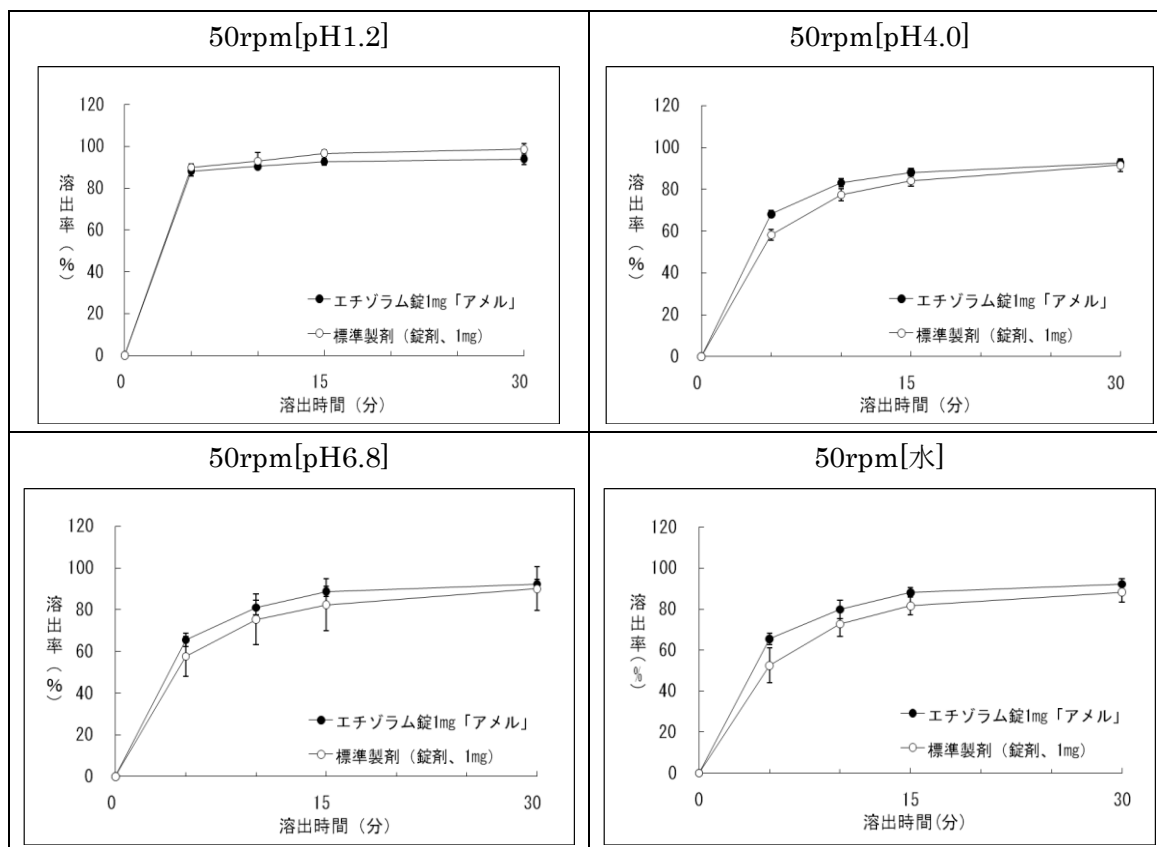 50rpm[pH1.2]
120
100
80
60
40
20
0
溶出率（%）
エチゾラム錠1mg「アメル」
標準製剤（錠剤、1mg）
0
15
30
溶出時間（分）
50rpm[pH4.0]
120
100
80
60
40
20
0
溶出率（%）
エチゾラム錠1mg「アメル」
標準製剤（錠剤、1mg）
0
15
30
溶出時間（分）
50rpm[pH6.8]
120
100
80
60
40
20
0
溶出率（%）
エチゾラム錠1mg「アメル」
標準製剤（錠剤、1mg）
0
15
30
溶出時間（分）
50rpm[水]
120
100
80
60
40
20
0
溶出率(%)
エチゾラム錠1mg「アメル」
標準製剤（錠剤、1mg）
0
15
30
溶出時間(分)